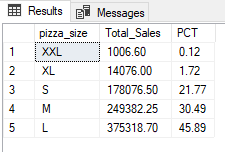 Results Messages
pizza_size Total_Sales PCT
1 XXL 1006.60 0.12
2 XL 14076.00 1.72
3 S 178076.50 21.77
4 M 249382.25 30.49
5 L 375318.70 45.89